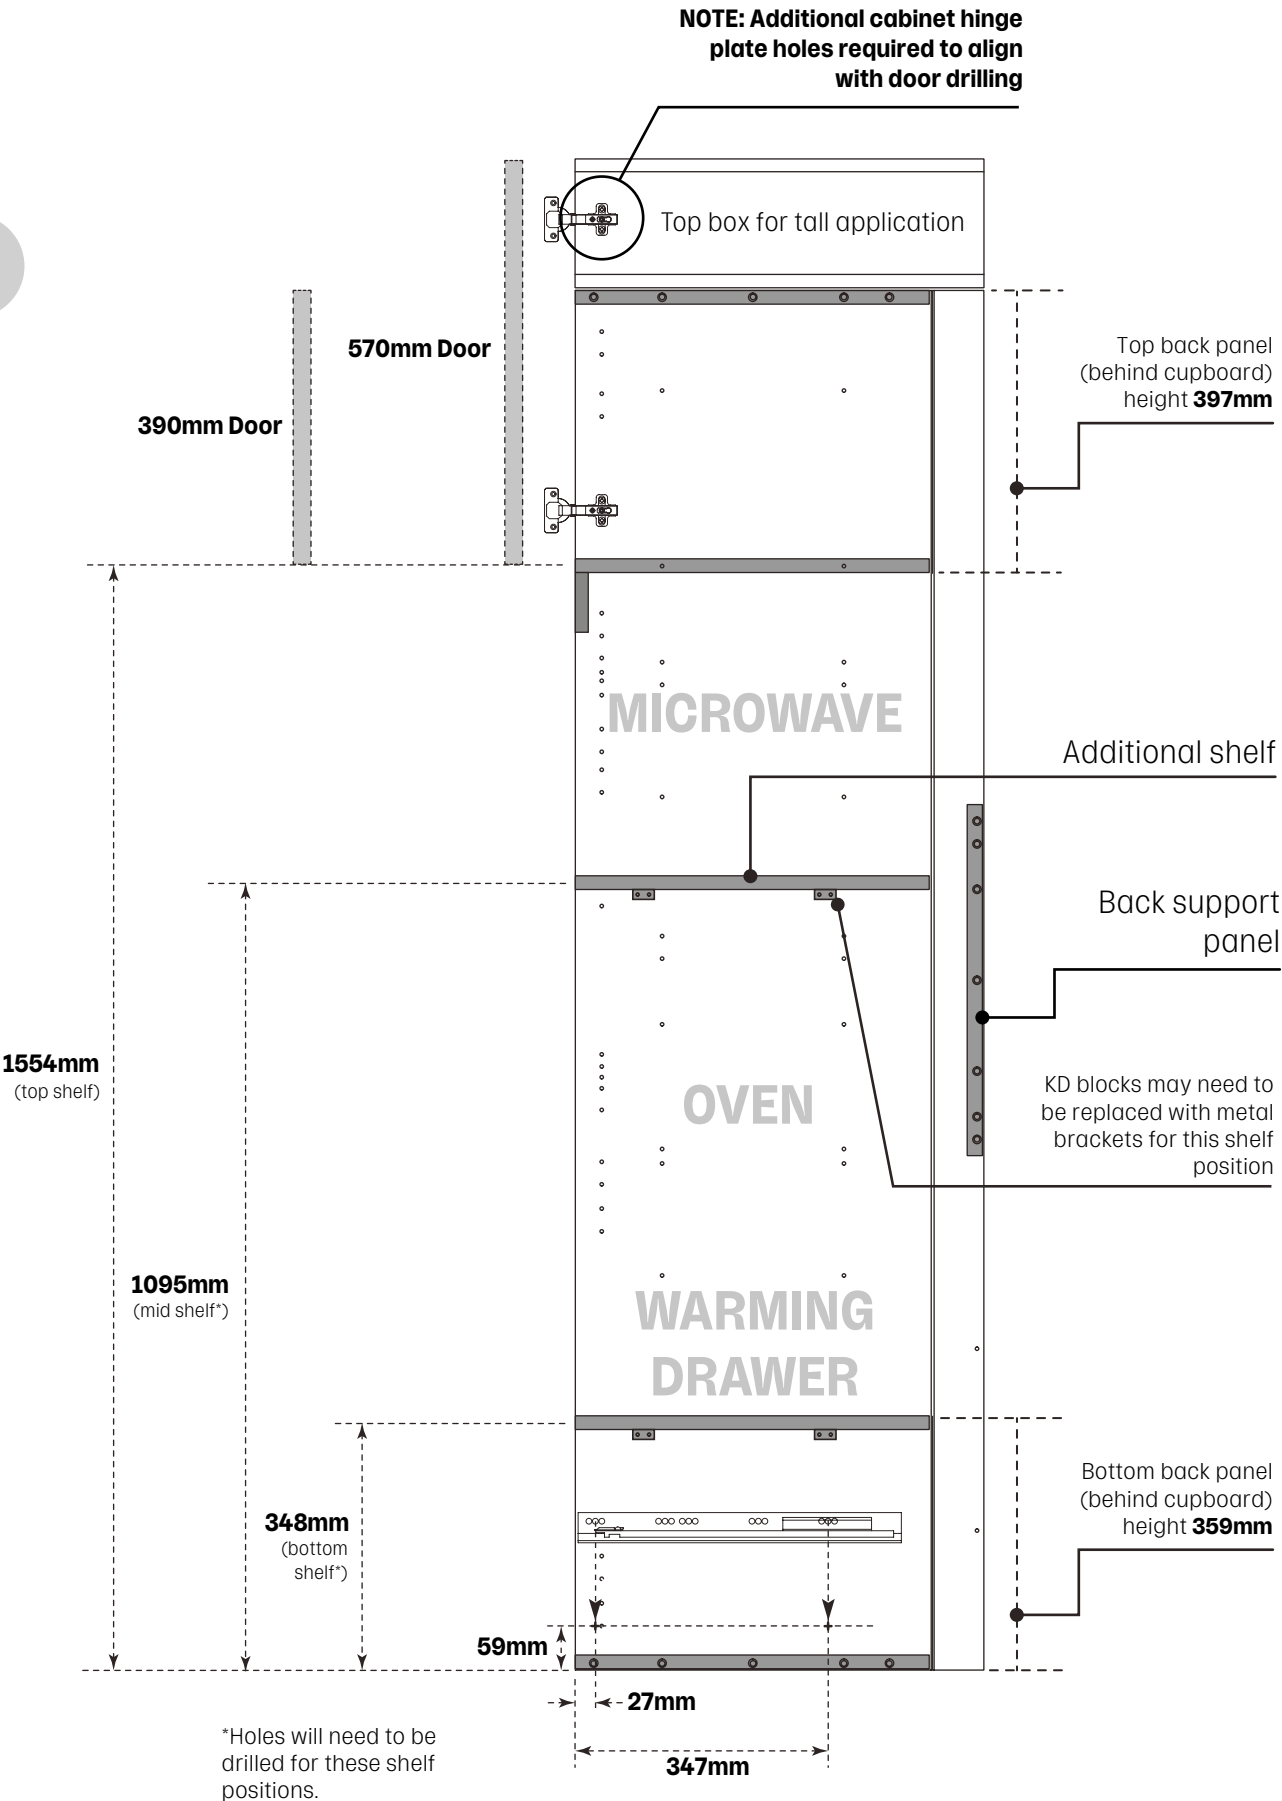 NOTE: Additional cabinet hinge
plate holes required to align
with door drilling
Top box for tall application
570mm Door
390mm Door
Top back panel
(behind cupboard)
height 397mm
MICROWAVE
Additional shelf
Back support
panel
1554mm
(top shelf)
OVEN
KD blocks may need to
be replaced with metal
brackets for this shelf
position
1095mm
(mid shelf*)
WARMING
DRAWER
348mm
(bottom
shelf*)
Bottom back panel
(behind cupboard)
height 359mm
59mm
27mm
347mm
*Holes will need to be
drilled for these shelf
positions.